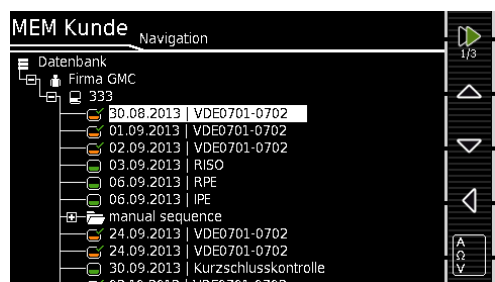 MEM Kunde Navigation
1/3
Datenbank
Firma GMC
333
30.08.2013 | VDE0701-0702
01.09.2013 | VDE0701-0702
02.09.2013 | VDE0701-0702
03.09.2013 | RISO
06.09.2013 | RPE
06.09.2013 | IPE
manual sequence
24.09.2013 | VDE0701-0702
24.09.2013 | VDE0701-0702
30.09.2013 | Kurzschlusskontrolle
A
Ω
V